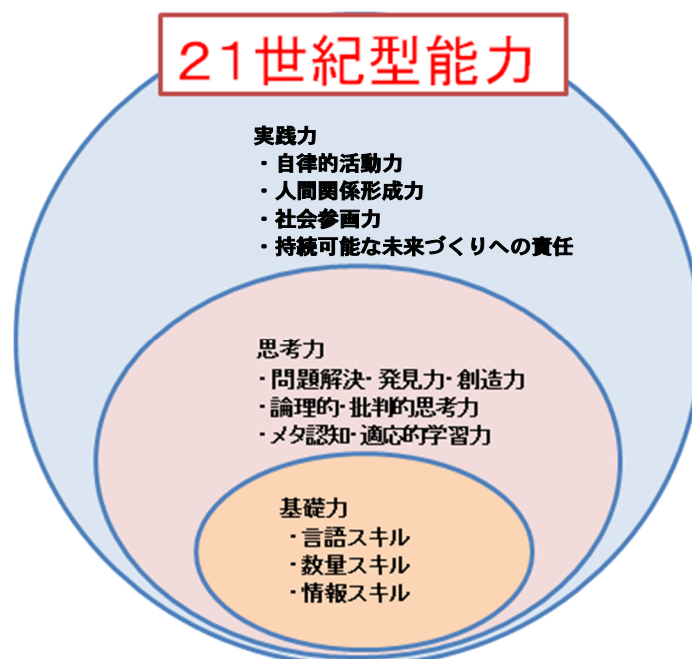 21世紀型能力
実践力
・自律的活動力
・人間関係形成力
・社会参画力
・持続可能な未来づくりへの責任
思考力
・問題解決・発見力・創造力
・論理的・批判的思考力
・メタ認知・適応的学習力
基礎力
・言語スキル
・数量スキル
・情報スキル